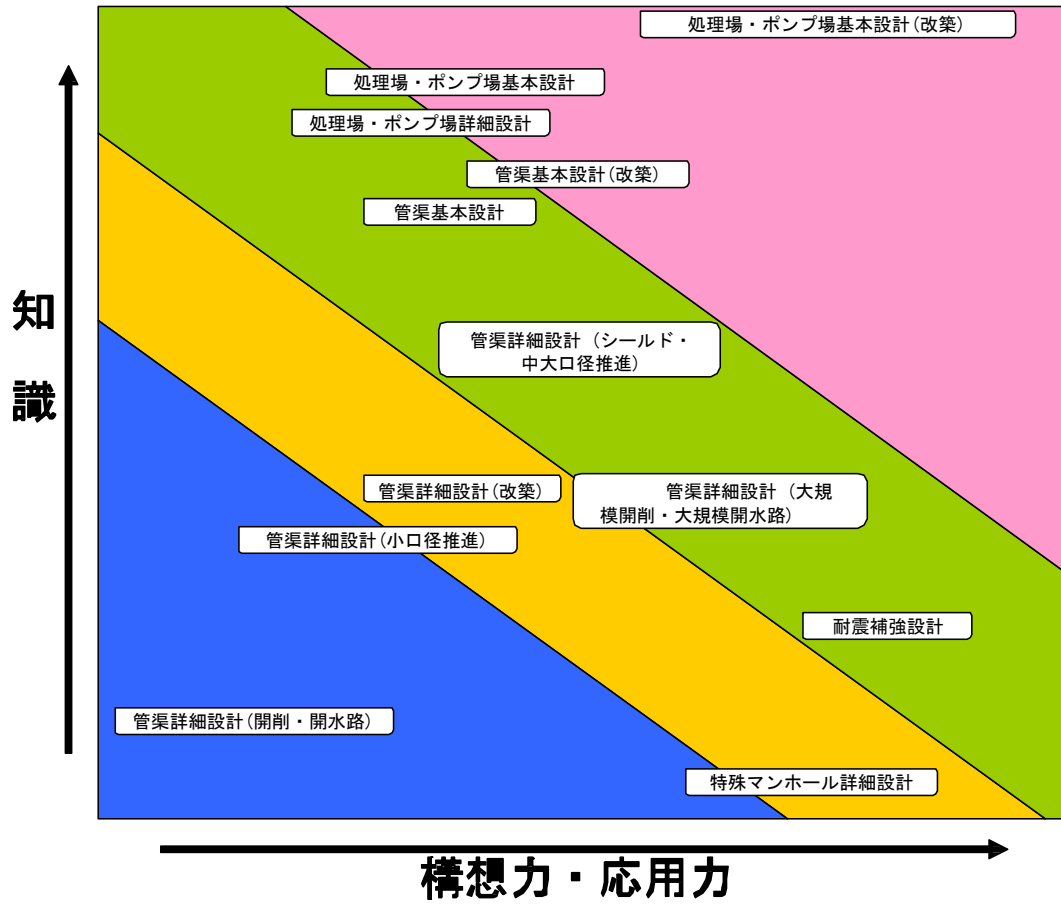 処理場・ポンプ場基本設計(改築)
処理場・ポンプ場基本設計
処理場・ポンプ場詳細設計
管渠基本設計(改築)
管渠基本設計
知
識
管渠詳細設計（シールド・
中大口径推進）
管渠詳細設計(改築)
管渠詳細設計（大規
模開削・大規模開水路）
管渠詳細設計(小口径推進)
耐震補強設計
管渠詳細設計(開削・開水路)
特殊マンホール詳細設計
構想力・応用力